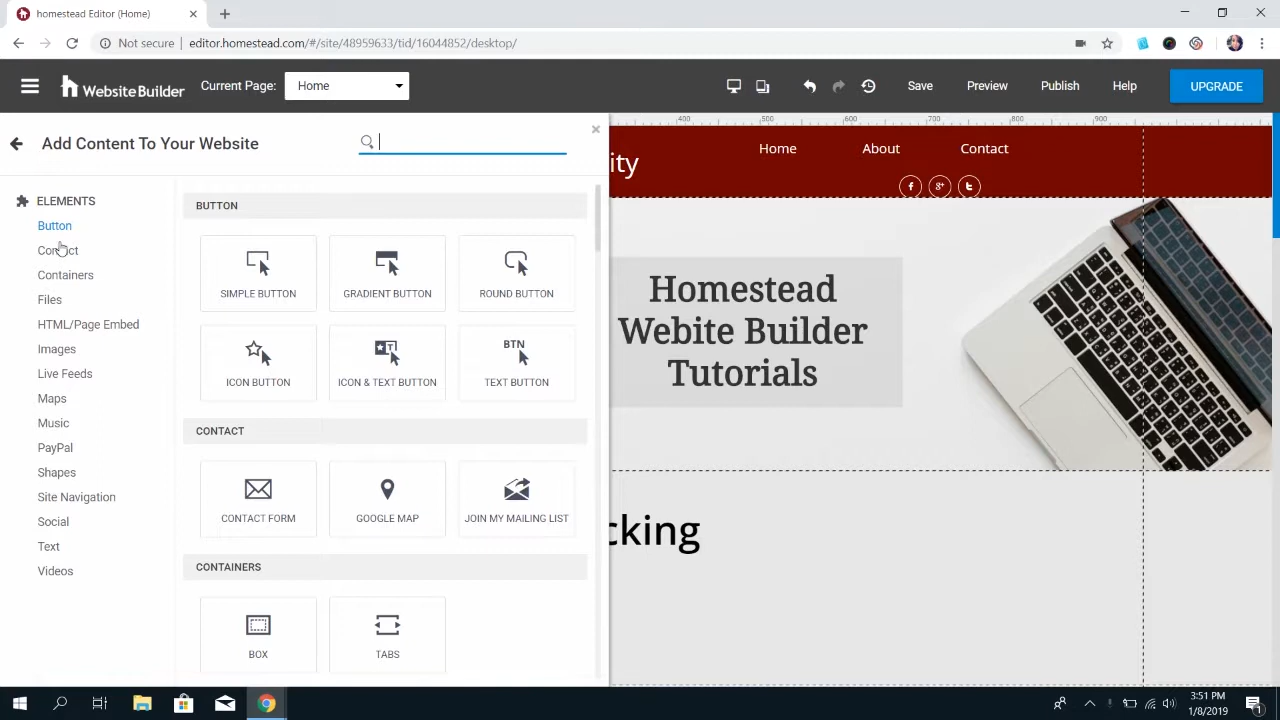 homestead Editor (Home)
Not secure | editor.homestead.com/#/site/48959633/tid/16044852/desktop/
WebsiteBuilder
Current Page:
Home
Save
Preview
Publish
Help
UPGRADE
Add Content To Your Website
ELEMENTS
Button
Contact
Containers
Files
HTML/Page Embed
Images
Live Feeds
Maps
Music
PayPal
Shapes
Site Navigation
Social
Text
Videos
BUTTON
SIMPLE BUTTON
GRADIENT BUTTON
ROUND BUTTON
ICON BUTTON
ICON & TEXT BUTTON
BTN
TEXT BUTTON
CONTACT
CONTACT FORM
GOOGLE MAP
JOIN MY MAILING LIST
CONTAINERS
BOX
TABS
400
500
600
700
800
900
ity
Home
About
Contact
Homestead
Webite Builder
Tutorials
cking
3:51 PM
1/8/2019
1